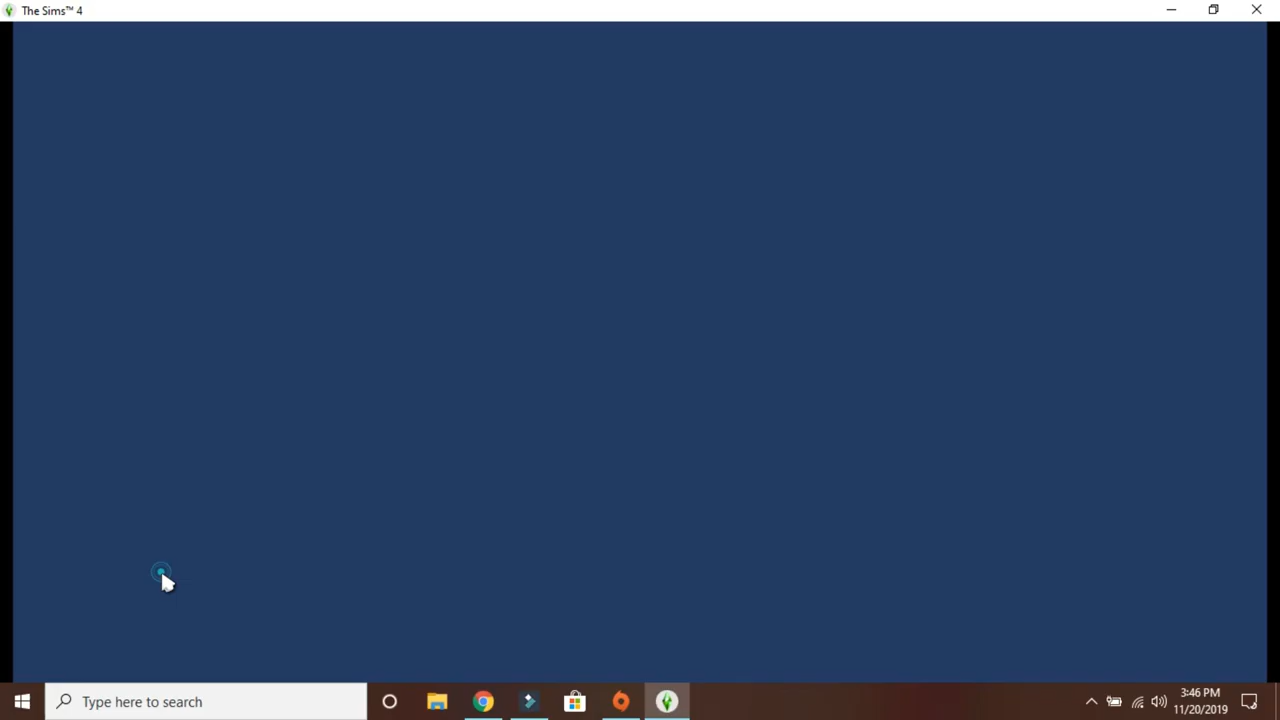 The Sims™ 4
Type here to search
3:46 PM
11/20/2019